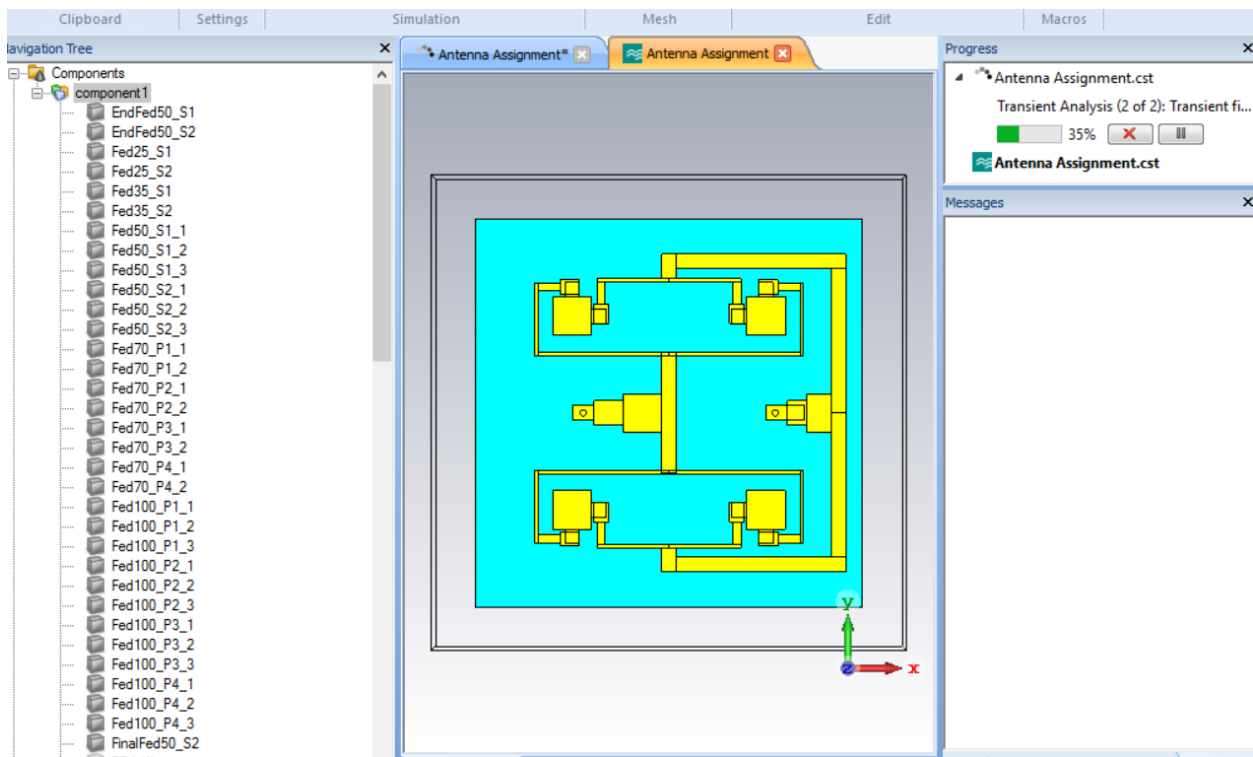 Clipboard
Settings
Simulation
Mesh
Edit
Macros
Navigation Tree
Components
component1
EndFed50_S1
EndFed50_S2
Fed25_S1
Fed25_S2
Fed35_S1
Fed35_S2
Fed50_S1_1
Fed50_S1_2
Fed50_S1_3
Fed50_S2_1
Fed50_S2_2
Fed50_S2_3
Fed70_P1_1
Fed70_P1_2
Fed70_P2_1
Fed70_P2_2
Fed70_P3_1
Fed70_P3_2
Fed70_P4_1
Fed70_P4_2
Fed100_P1_1
Fed100_P1_2
Fed100_P1_3
Fed100_P2_1
Fed100_P2_2
Fed100_P2_3
Fed100_P3_1
Fed100_P3_2
Fed100_P3_3
Fed100_P4_1
Fed100_P4_2
Fed100_P4_3
FinalFed50_S2
Antenna Assignment*
Antenna Assignment
y
z
x
Progress
Antenna Assignment.cst
Transient Analysis (2 of 2): Transient fi...
35%
Antenna Assignment.cst
Messages